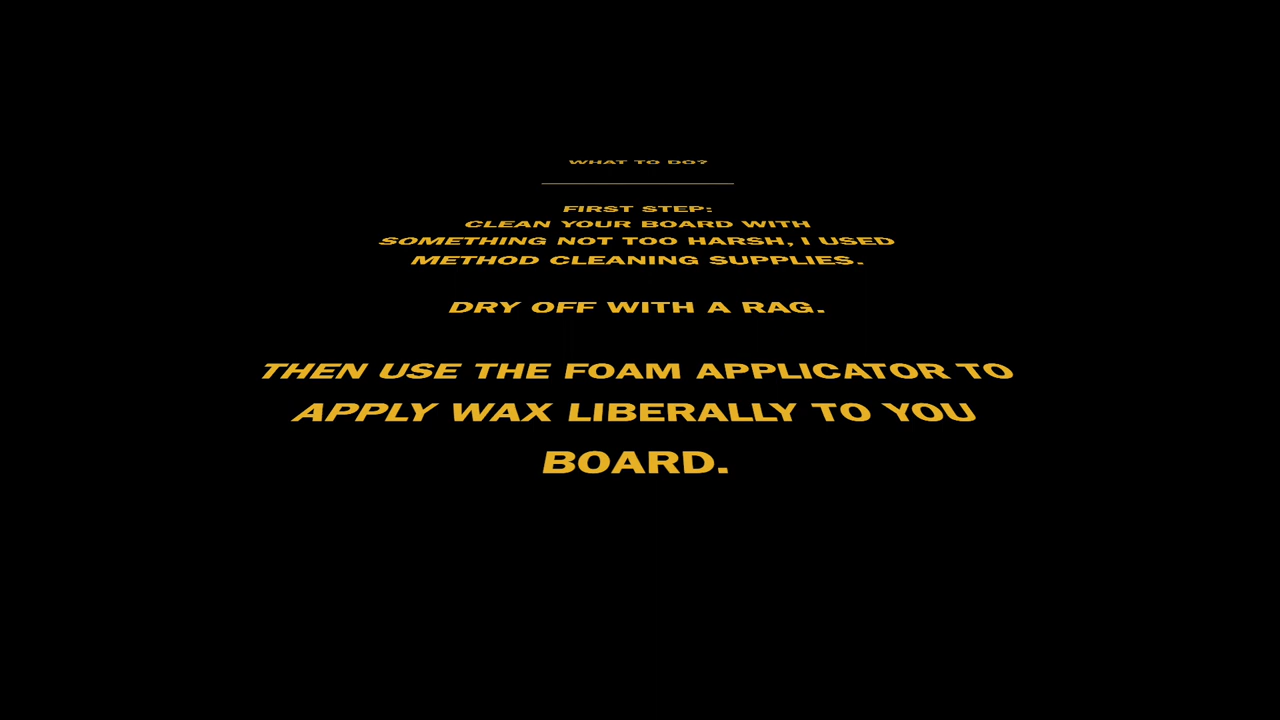 WHAT TO DO?
FIRST STEP:
CLEAN YOUR BOARD WITH
SOMETHING NOT TOO HARSH, I USED
METHOD CLEANING SUPPLIES.
DRY OFF WITH A RAG.
THEN USE THE FOAM APPLICATOR TO
APPLY WAX LIBERALLY TO YOU
BOARD.